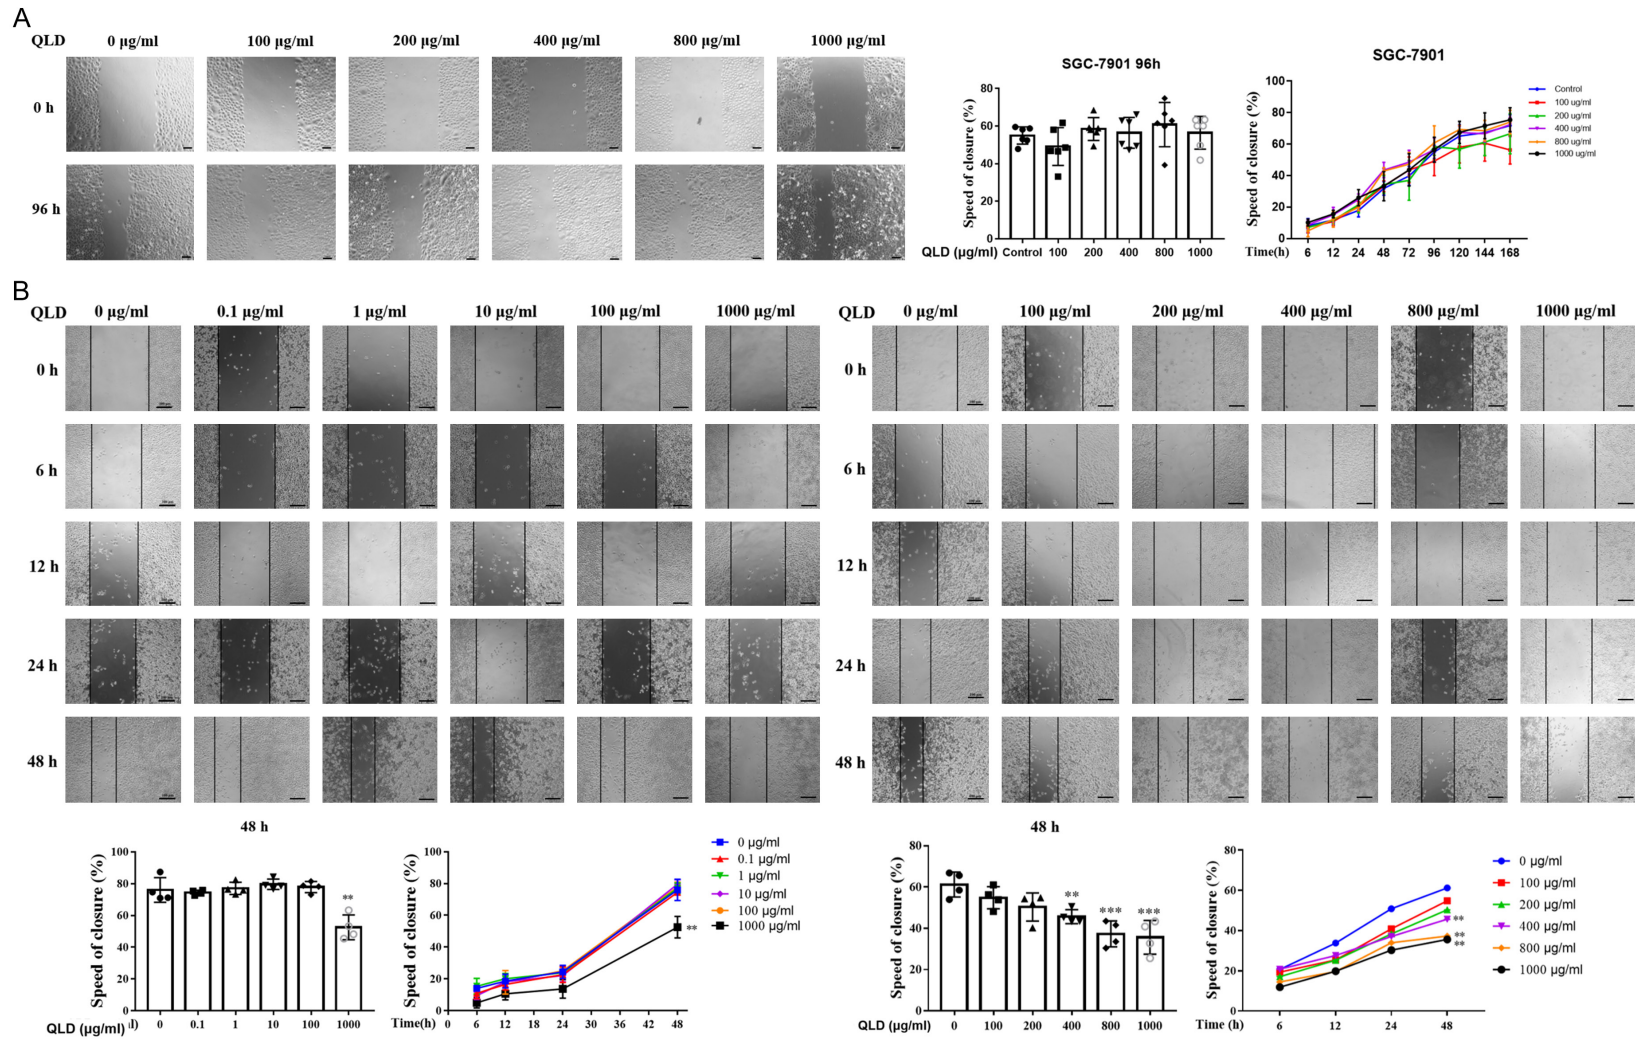 A
QLD 0 μg/ml 100 μg/ml 200 μg/ml 400 μg/ml 800 μg/ml 1000 μg/ml
0 h
96 h
SGC-7901 96h
Speed of closure (%)
80
60
40
20
0
QLD (μg/ml) Control 100 200 400 800 1000
SGC-7901
Speed of closure (%)
100
80
60
40
20
0
Time(h) 6 12 24 48 72 96 120 144 168
Control
100 ug/ml
200 ug/ml
400 ug/ml
800 ug/ml
1000 ug/ml
B
QLD 0 μg/ml 0.1 μg/ml 1 μg/ml 10 μg/ml 100 μg/ml 1000 μg/ml
0 h
6 h
12 h
24 h
48 h
QLD 0 μg/ml 100 μg/ml 200 μg/ml 400 μg/ml 800 μg/ml 1000 μg/ml
0 h
6 h
12 h
24 h
48 h
48 h
Speed of closure (%)
100
80
60
40
20
0
**
QLD (μg/ml) 0 0.1 1 10 100 1000
Speed of closure (%)
100
80
60
40
20
0
**
Time(h) 0 6 12 18 24 30 36 42 48
0 μg/ml
0.1 μg/ml
1 μg/ml
10 μg/ml
100 μg/ml
1000 μg/ml
48 h
Speed of closure (%)
80
60
40
20
0
** *** ***
QLD (μg/ml) 0 100 200 400 800 1000
Speed of closure (%)
80
60
40
20
0
**
**
**
Time (h) 6 12 24 48
0 μg/ml
100 μg/ml
200 μg/ml
400 μg/ml
800 μg/ml
1000 μg/ml